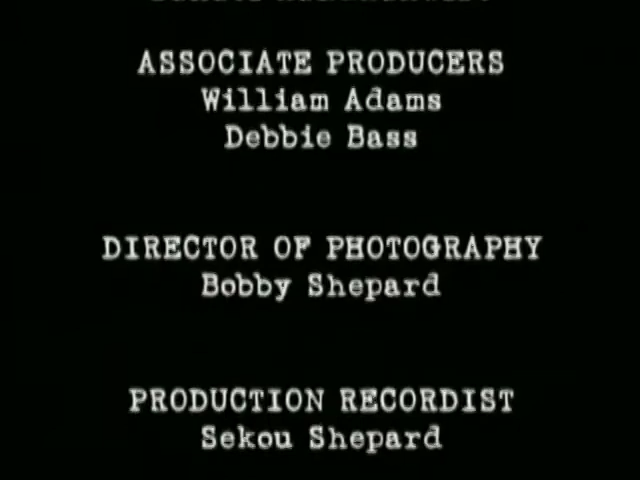 ASSOCIATE PRODUCERS
William Adams
Debbie Bass
DIRECTOR OF PHOTOGRAPHY
Bobby Shepard
PRODUCTION RECORDIST
Sekou Shepard